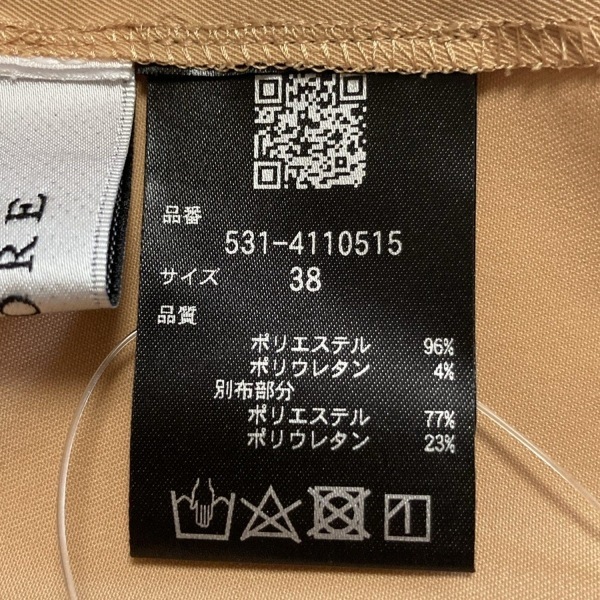 ORE
品番
531-4110515
サイズ 38
品質
ポリエステル 96%
ポリウレタン 4%
別布部分
ポリエステル 77%
ポリウレタン 23%